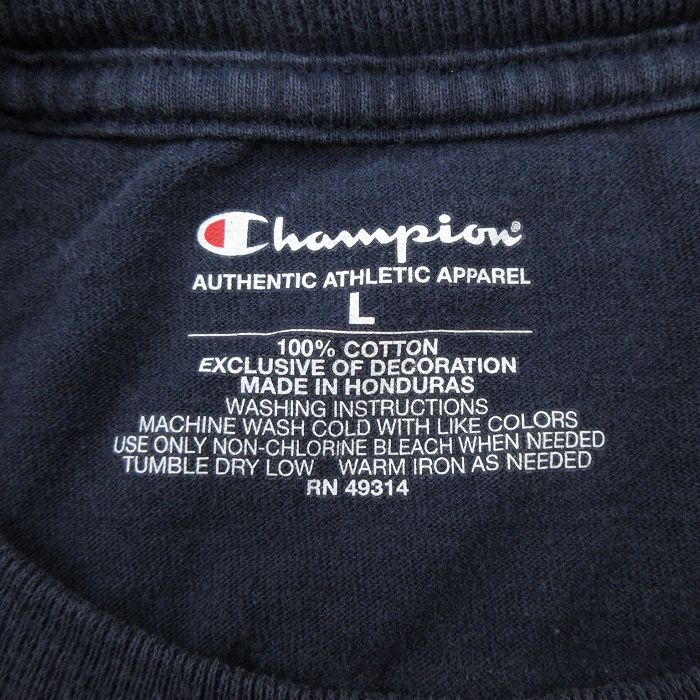 Champion®
AUTHENTIC ATHLETIC APPAREL
L
100% COTTON
EXCLUSIVE OF DECORATION
MADE IN HONDURAS
WASHING INSTRUCTIONS
MACHINE WASH COLD WITH LIKE COLORS
USE ONLY NON-CHLORINE BLEACH WHEN NEEDED
TUMBLE DRY LOW WARM IRON AS NEEDED
RN 49314